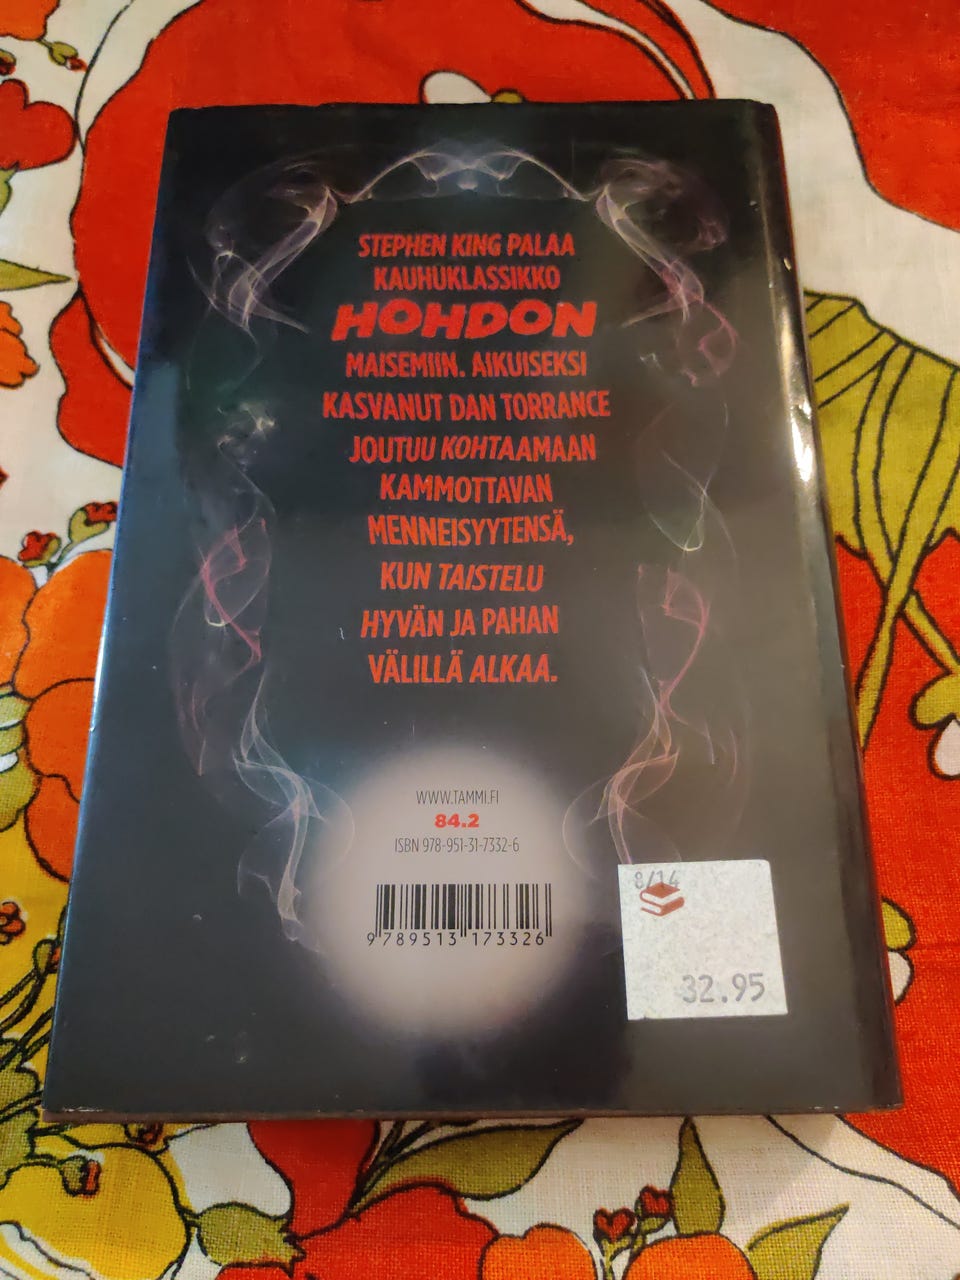 STEPHEN KING PALAA
KAUHUKLASSIKKO
HOHDON
MAISEMIIN. AIKUISEKSI
KASVANUT DAN TORRANCE
JOUTUU KOHTAAMAAN
KAMMOTTAVAN
MENNEISYYTENSÄ,
KUN TAISTELU
HYVÄN JA PAHAN
VÄLILLÄ ALKAA.
WWW.TAMMI.FI
84.2
ISBN 978-951-31-7332-6
9 789513 173326
8/14
32.95